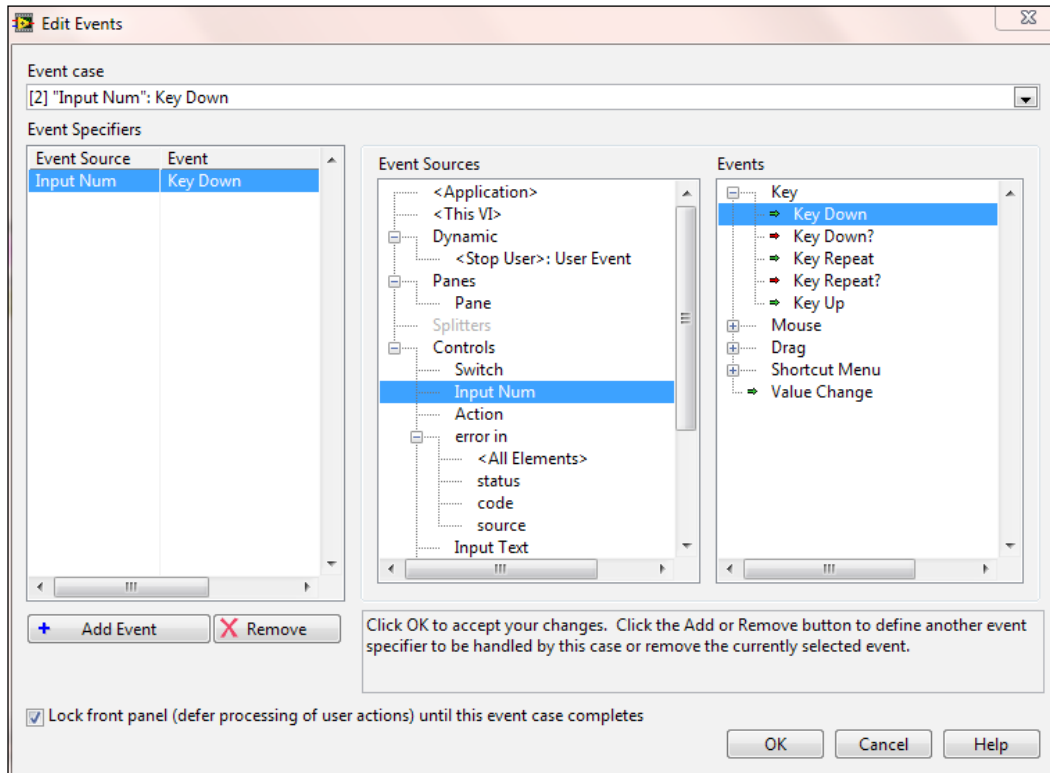 Edit Events
Event case
[2] "Input Num": Key Down
Event Specifiers
Event Source Event
Input Num Key Down
Event Sources
<Application>
<This VI>
Dynamic
<Stop User>: User Event
Panes
Pane
Splitters
Controls
Switch
Input Num
Action
error in
<All Elements>
status
code
source
Input Text
Events
Key
Key Down
Key Down?
Key Repeat
Key Repeat?
Key Up
Mouse
Drag
Shortcut Menu
Value Change
Add Event
Remove
Click OK to accept your changes. Click the Add or Remove button to define another event
specifier to be handled by this case or remove the currently selected event.
Lock front panel (defer processing of user actions) until this event case completes
OK
Cancel
Help